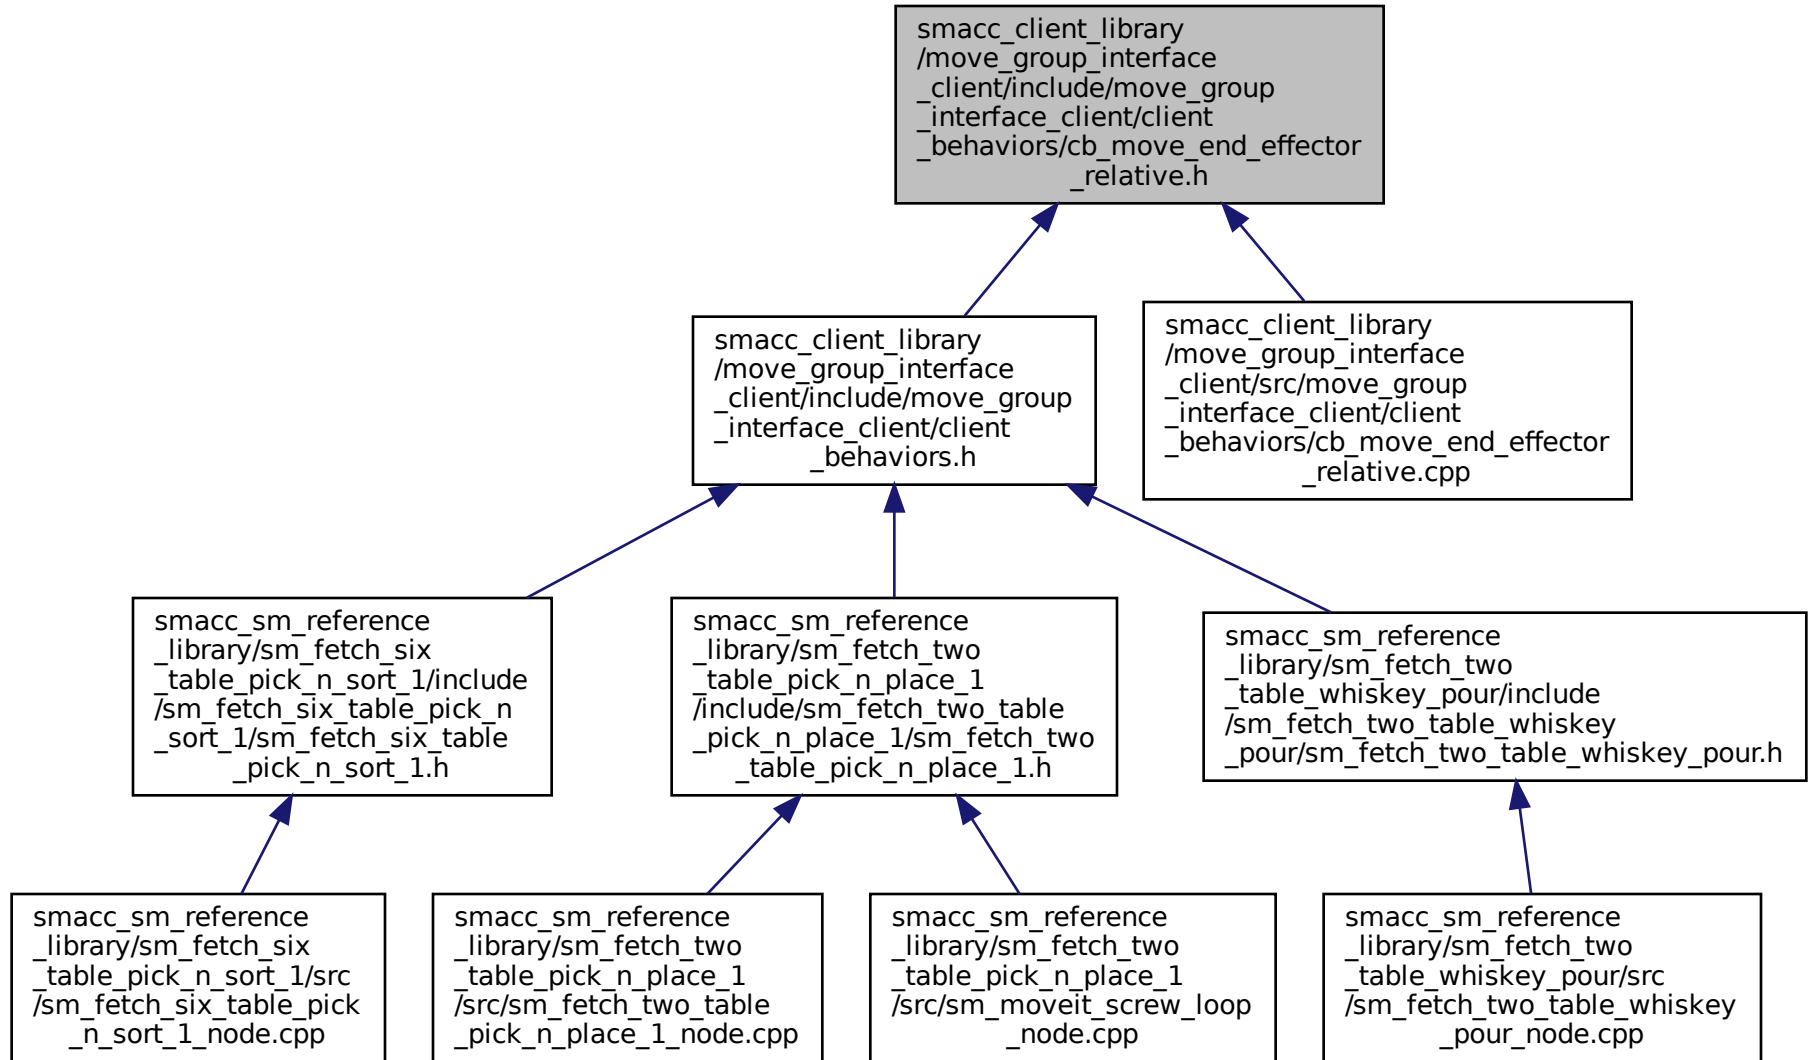 smacc_client_library
/move_group_interface
_client/include/move_group
_interface_client/client
_behaviors/cb_move_end_effector
_relative.h
smacc_client_library
/move_group_interface
_client/include/move_group
_interface_client/client
_behaviors.h
smacc_client_library
/move_group_interface
_client/src/move_group
_interface_client/client
_behaviors/cb_move_end_effector
_relative.cpp
smacc_sm_reference
_library/sm_fetch_six
_table_pick_n_sort_1/include
/sm_fetch_six_table_pick_n
_sort_1/sm_fetch_six_table
_pick_n_sort_1.h
smacc_sm_reference
_library/sm_fetch_two
_table_pick_n_place_1
/include/sm_fetch_two_table
_pick_n_place_1/sm_fetch_two
_table_pick_n_place_1.h
smacc_sm_reference
_library/sm_fetch_two
_table_whiskey_pour/include
/sm_fetch_two_table_whiskey
_pour/sm_fetch_two_table_whiskey_pour.h
smacc_sm_reference
_library/sm_fetch_six
_table_pick_n_sort_1/src
/sm_fetch_six_table_pick
_n_sort_1_node.cpp
smacc_sm_reference
_library/sm_fetch_two
_table_pick_n_place_1
/src/sm_fetch_two_table
_pick_n_place_1_node.cpp
smacc_sm_reference
_library/sm_fetch_two
_table_pick_n_place_1
/src/sm_moveit_screw_loop
_node.cpp
smacc_sm_reference
_library/sm_fetch_two
_table_whiskey_pour/src
/sm_fetch_two_table_whiskey
_pour_node.cpp